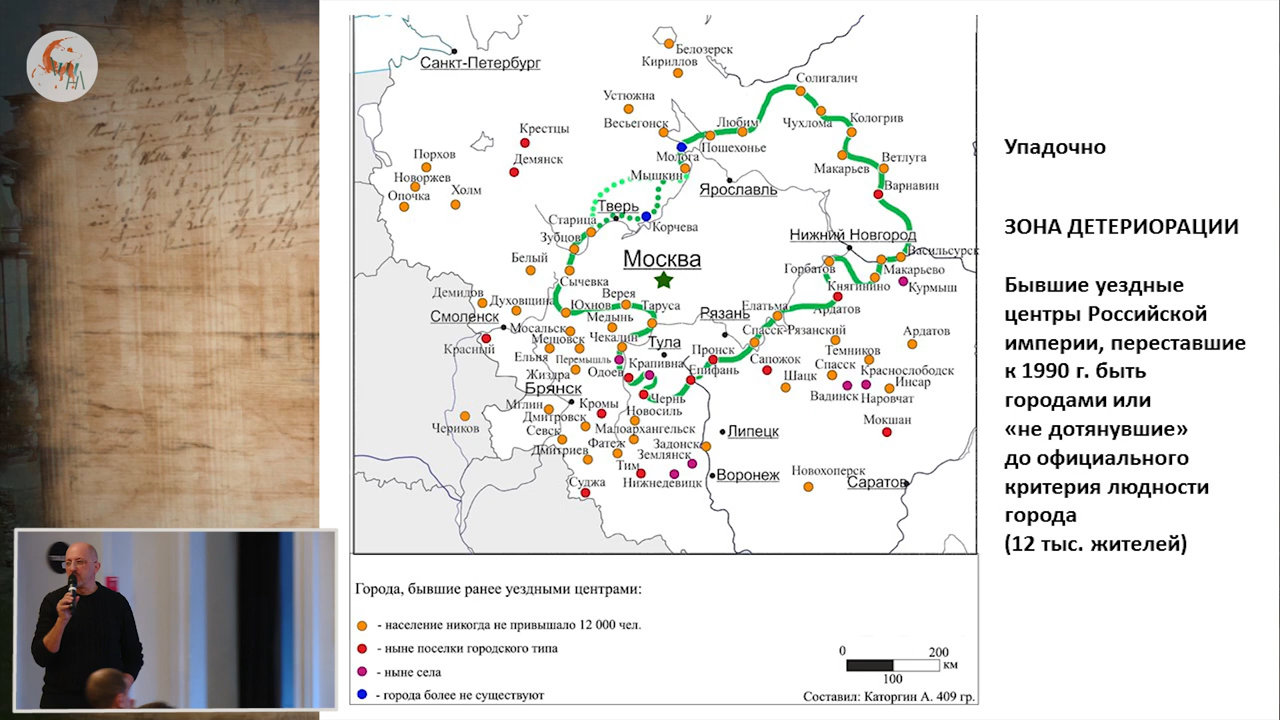 Санкт-Петербург
Белозерск
Кириллов
Солигалич
Устюжна
Чухлома
Кологрив
Весьегонск
Любим
Крестцы
Молога
Пошехонье
Макарьев
Ветлуга
Порхов
Демянск
Новоржев
Мышкин
Варнавин
Опочка
Холм
Ярославль
Тверь
Старица
Корчева
Зубцов
Нижний Новгород
Васильсурск
Белый
Москва
Горбатов
Макарьево
Сычевка
Княгинино
Курмыш
Демидов
Духовщина
Верея
Юхнов
Таруса
Елатьма
Ардатов
Смоленск
Медынь
Рязань
Мосальск
Чекалин
Спасск-Рязанский
Ардатов
Мещовск
Тула
Красный
Ельня
Перемышль
Крапивна
Пронск
Сапожок
Темников
Жиздра
Одоев
Епифань
Спасск
Краснослободск
Брянск
Шацк
Инсар
Чернь
Вадинск
Наровчат
Мглин
Кромы
Новосиль
Дмитровск
Мокшан
Чериков
Севск
Малоархангельск
Липецк
Фатеж
Задонск
Дмитриев
Землянск
Тим
Воронеж
Новохоперск
Суджа
Нижнедевицк
Саратов
Города, бывшие ранее уездными центрами:
- население никогда не привышало 12 000 чел.
- ныне поселки городского типа
- ныне села
- города более не существуют
0
200
км
100
Составил: Каторгин А. 409 гр.
Упадочно
ЗОНА ДЕТЕРИОРАЦИИ
Бывшие уездные
центры Российской
империи, переставшие
к 1990 г. быть
городами или
«не дотянувшие»
до официального
критерия людности
города
(12 тыс. жителей)